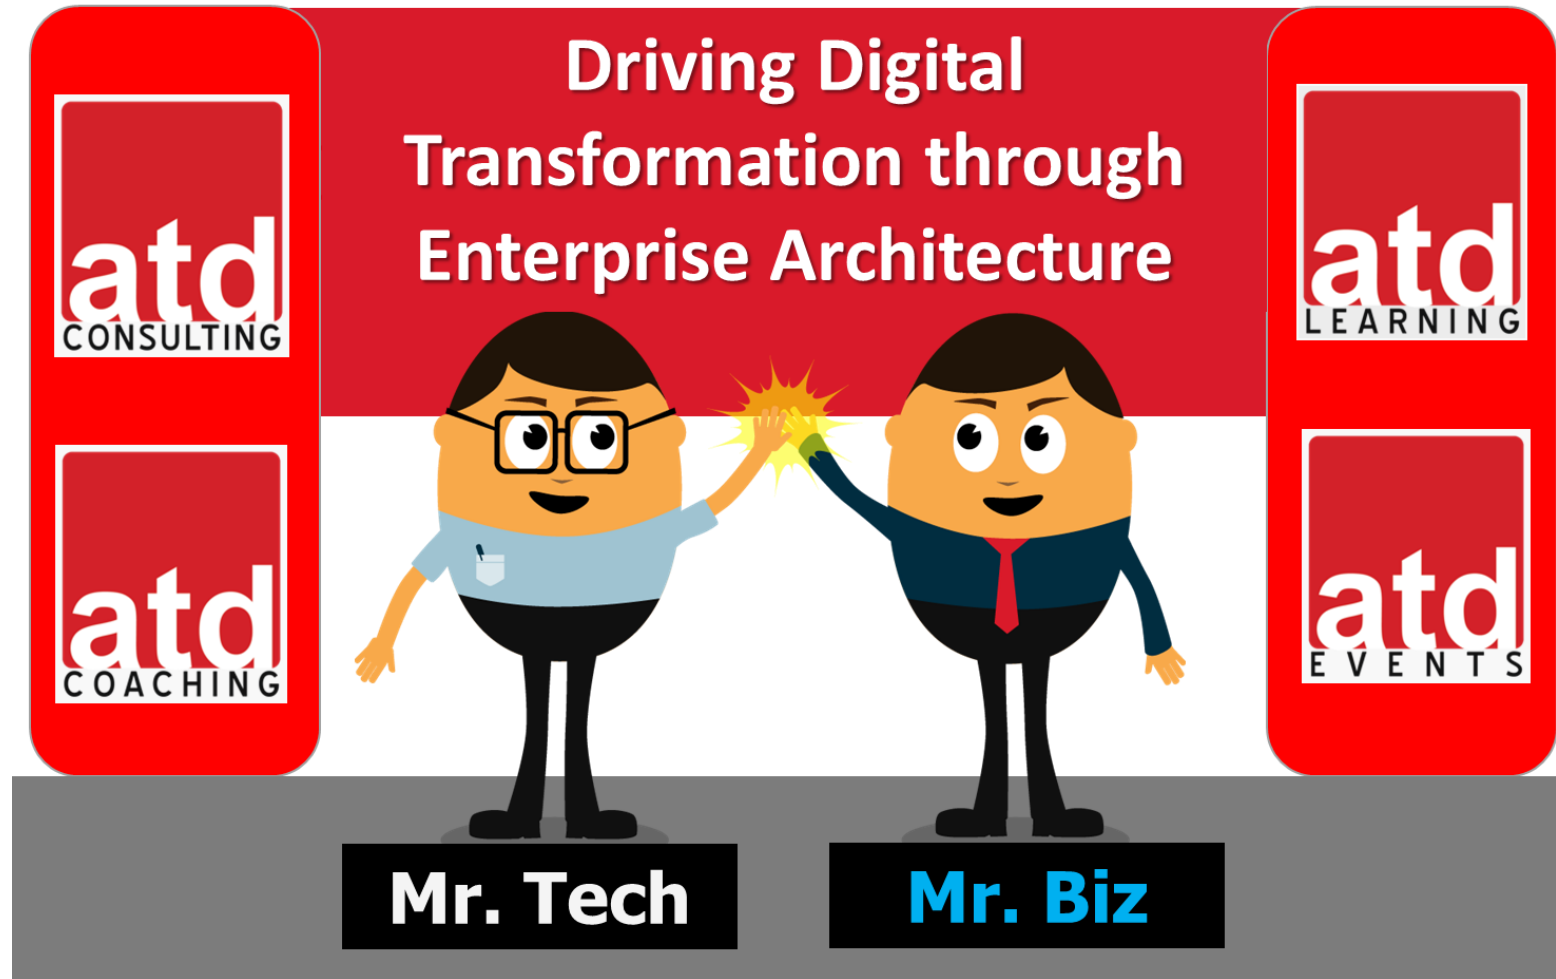 Driving Digital
Transformation through
Enterprise Architecture
atd
CONSULTING
atd
COACHING
atd
LEARNING
atd
EVENTS
Mr. Tech
Mr. Biz